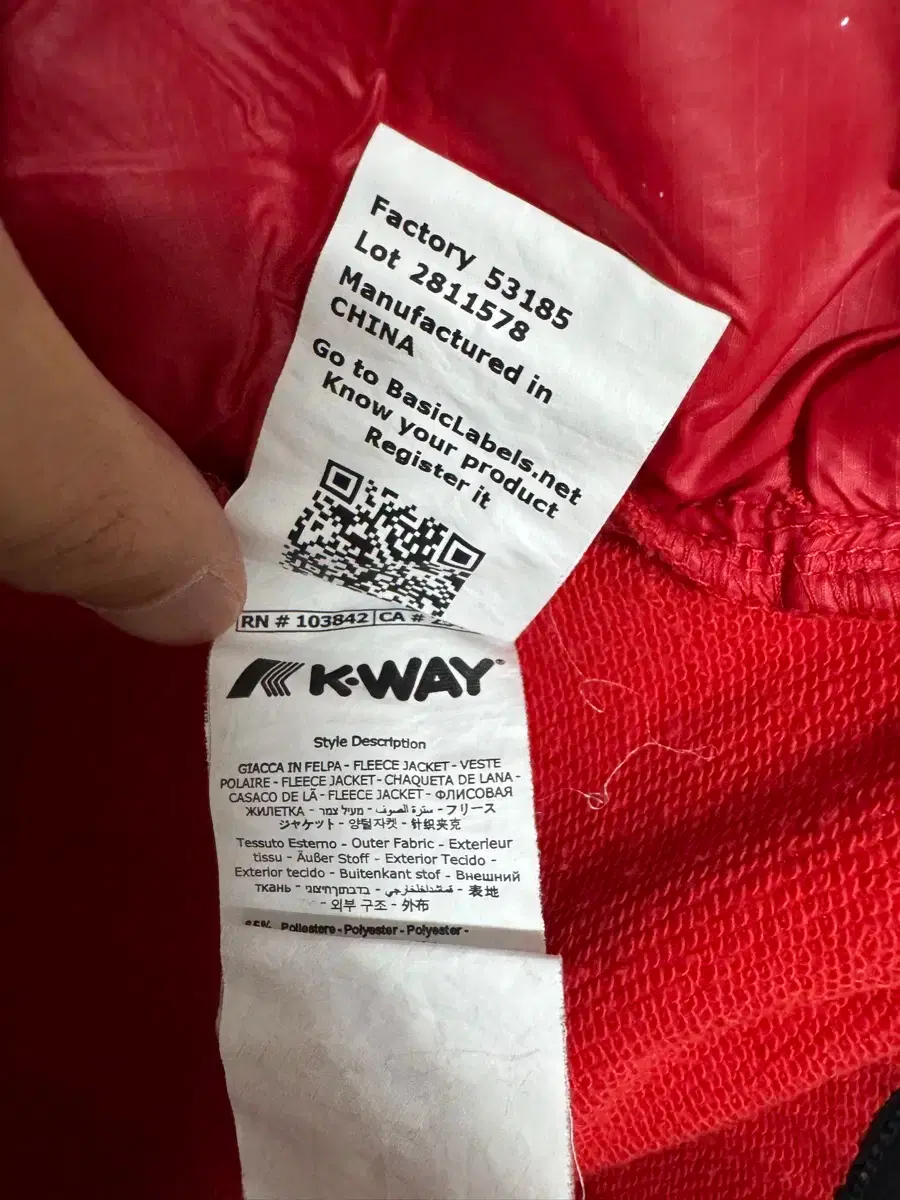 Factory 53185
Lot 2811578
Manufactured in
CHINA
Go to BasicLabels.net
Know your product
Register it
RN # 103842 CA #
K-WAY
Style Description
GIACCA IN FELPA - FLEECE JACKET - VESTE
POLAIRE - FLEECE JACKET - CHAQUETA DE LANA -
CASACO DE LÃ - FLEECE JACKET - ФЛИСОВАЯ
ЖИЛЕТКА - מעיל צמר - سترة الصوف - フリース
ジャケット - 양털자켓 - 针织夹克
Tessuto Esterno - Outer Fabric - Exterieur
tissu - Äußer Stoff - Exterior Tecido -
Exterior tecido - Buitenkant stof - Внешний
ткань - - 表地
- 외부 구조 - 外布
65% Poliestere - Polyester - Polyester -